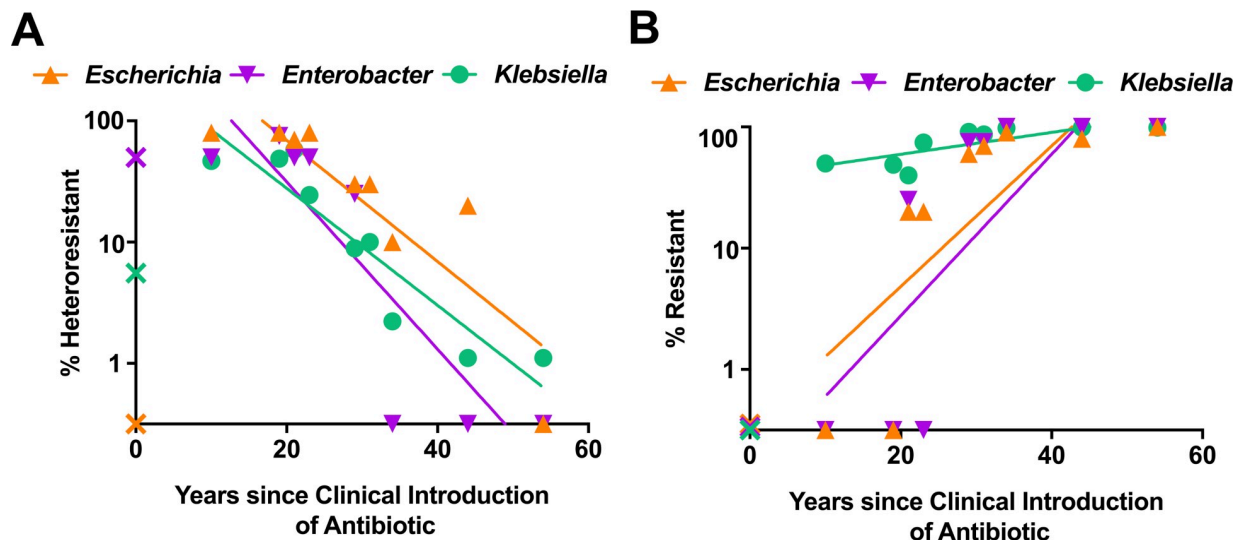 A
Escherichia Enterobacter Klebsiella
100
10
1
% Heteroresistant
0 20 40 60
Years since Clinical Introduction
of Antibiotic
B
Escherichia Enterobacter Klebsiella
100
10
1
% Resistant
0 20 40 60
Years since Clinical Introduction
of Antibiotic